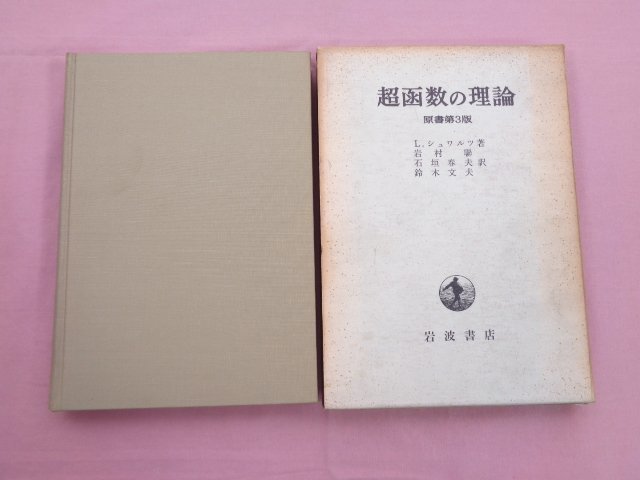 超函数の理論
原書第3版
L.シュワルツ著
岩村聯
石垣春夫訳
鈴木文夫
岩波書店